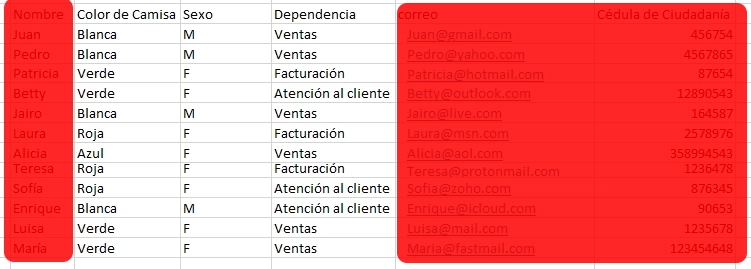 Nombre Color de Camisa Sexo Dependencia correo Cédula de Ciudadanía
Juan Blanca M Ventas Juan@gmail.com 456754
Pedro Blanca M Ventas Pedro@yahoo.com 4567865
Patricia Verde F Facturación Patricia@hotmail.com 87654
Betty Verde F Atención al cliente Betty@outlook.com 12890543
Jairo Blanca M Ventas Jairo@live.com 164587
Laura Roja F Facturación Laura@msn.com 2578976
Alicia Azul F Ventas Alicia@aol.com 358994543
Teresa Roja F Facturación Teresa@protonmail.com 1236478
Sofía Roja F Atención al cliente Sofia@zoho.com 876345
Enrique Blanca M Atención al cliente Enrique@icloud.com 90653
Luisa Verde F Ventas Luisa@mail.com 1235678
María Verde F Ventas Maria@fastmail.com 123454648